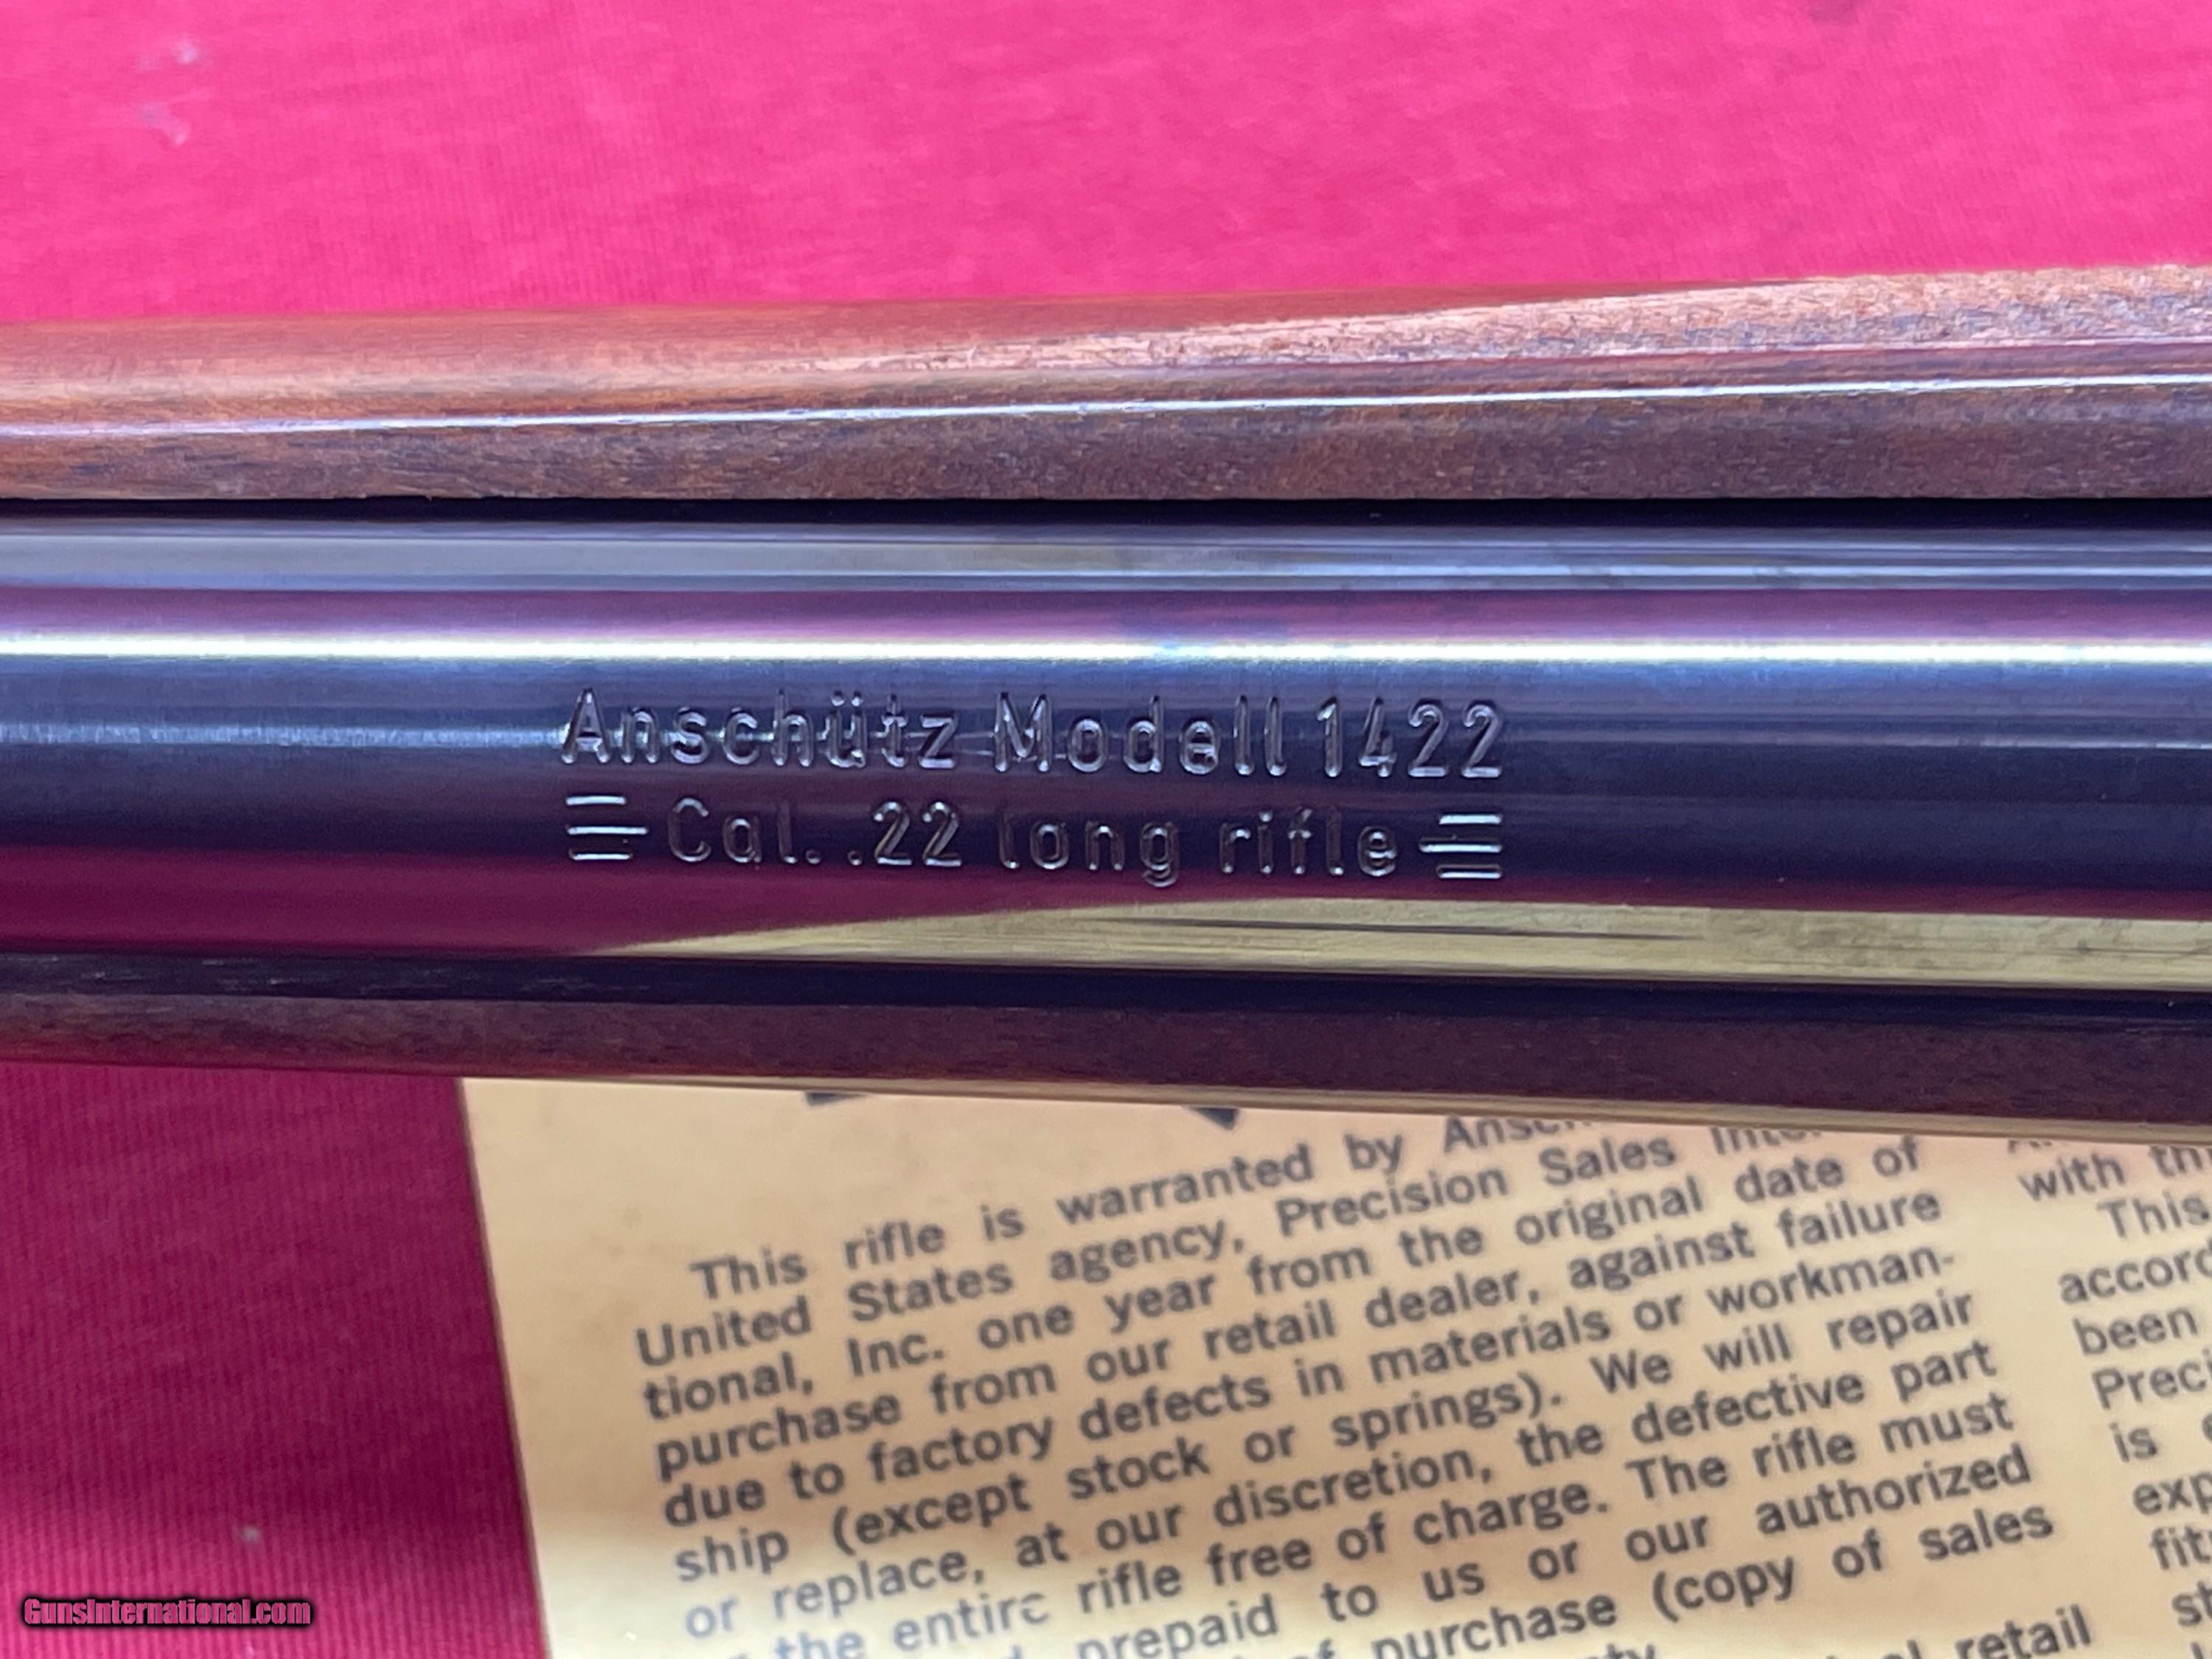 Anschütz Modell 1422
Cal. .22 long rifle
This rifle is warranted by
United States agency, Precision Sales
tional, Inc. one year from the original date of
purchase from our retail dealer, against failure
due to factory defects in materials or workman-
ship (except stock or springs). We will repair
or replace, at our discretion, the defective part
the entire rifle free of charge. The rifle must
prepaid to us or our authorized
purchase (copy of sales
retail
with
This
accord
been
Preci
is
exp
fit
GunsInternational.com